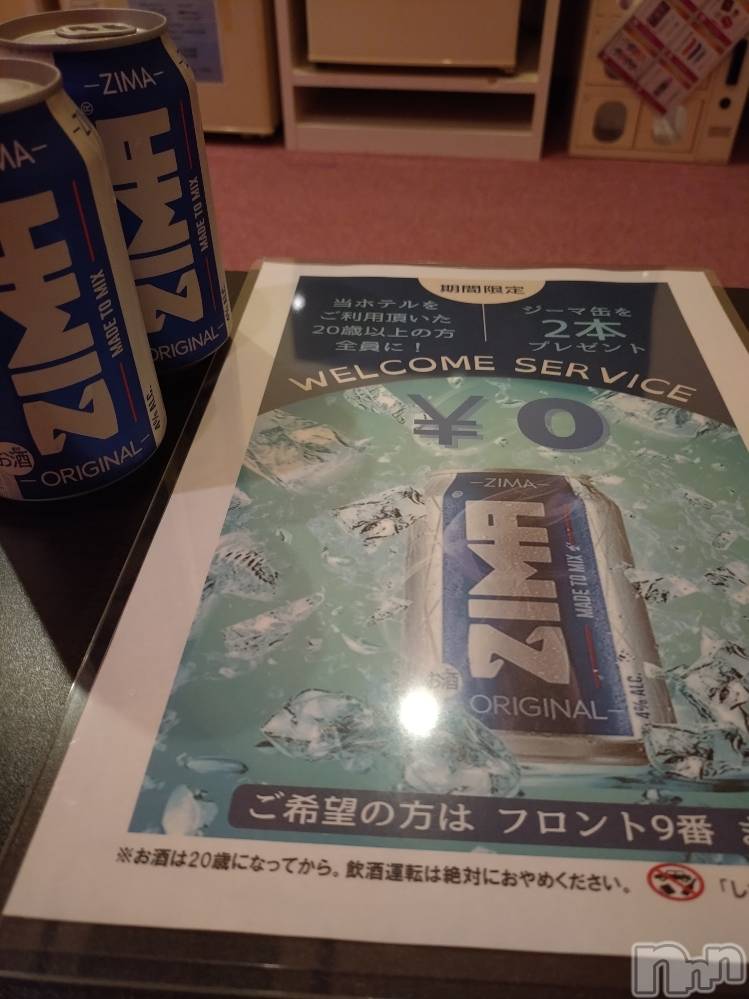 ZIMA
MADE TO MIX
ORIGINAL
お酒
4% ALC.
ZIMA
ZIMA
MADE TO MIX
ORIGINAL
期間限定
当ホテルを
ご利用頂いた
20歳以上の方
全員に!
ジーマ缶を
2本
プレゼント
WELCOME SERVICE
¥0
ZIMA
ZIMA
MADE TO MIX
お酒
ORIGINAL
4% ALC.
ご希望の方は フロント9番
※お酒は20歳になってから。飲酒運転は絶対におやめください。
「し
nnn